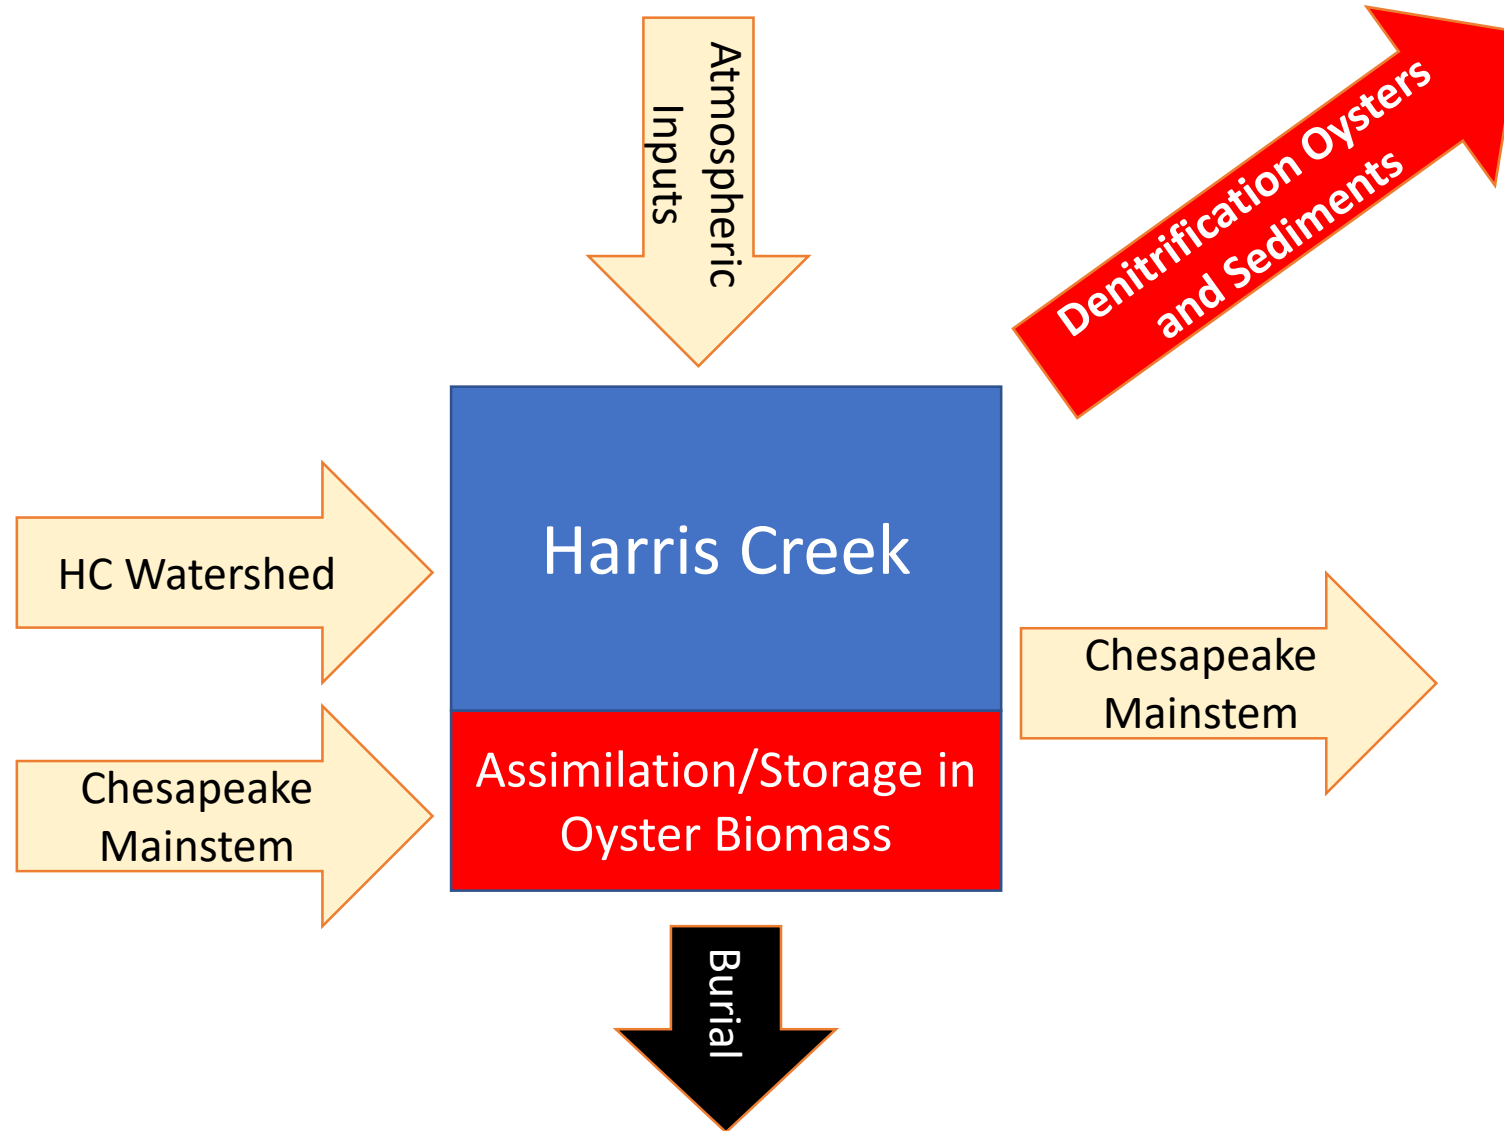 Atmospheric
Inputs
Denitrification Oysters
and Sediments
Harris Creek
HC Watershed
Chesapeake
Mainstem
Chesapeake
Mainstem
Assimilation/Storage in
Oyster Biomass
Burial